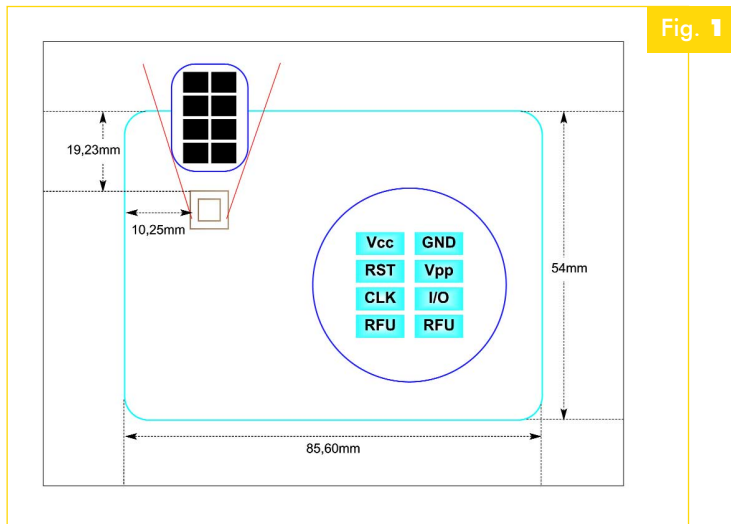 Fig. 1
19,23mm
10,25mm
Vcc GND
RST Vpp
CLK I/O
RFU RFU
54mm
85,60mm